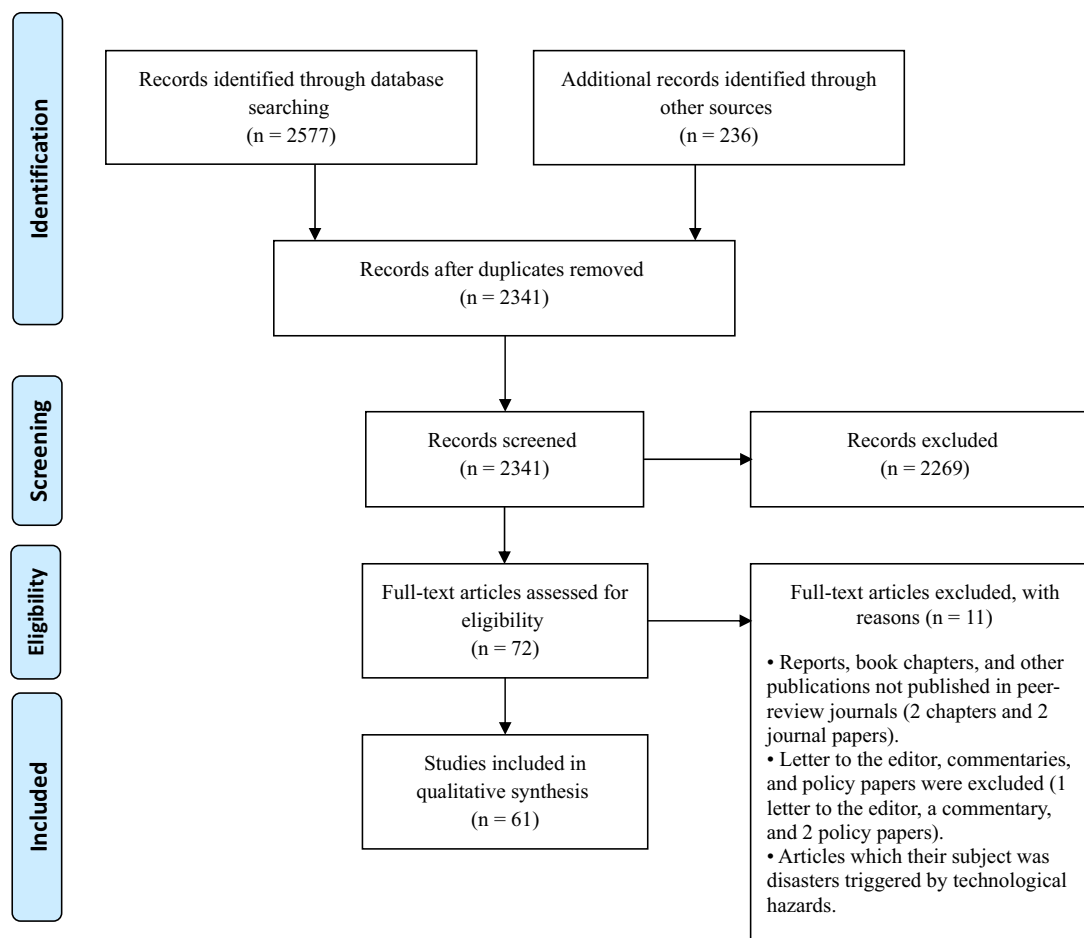 Identification
Records identified through database
searching
(n = 2577)
Additional records identified through
other sources
(n = 236)
Records after duplicates removed
(n = 2341)
Screening
Records screened
(n = 2341)
Records excluded
(n = 2269)
Eligibility
Full-text articles assessed for
eligibility
(n = 72)
Full-text articles excluded, with
reasons (n = 11)
• Reports, book chapters, and other
publications not published in peer-
review journals (2 chapters and 2
journal papers).
• Letter to the editor, commentaries,
and policy papers were excluded (1
letter to the editor, a commentary,
and 2 policy papers).
• Articles which their subject was
disasters triggered by technological
hazards.
Included
Studies included in
qualitative synthesis
(n = 61)